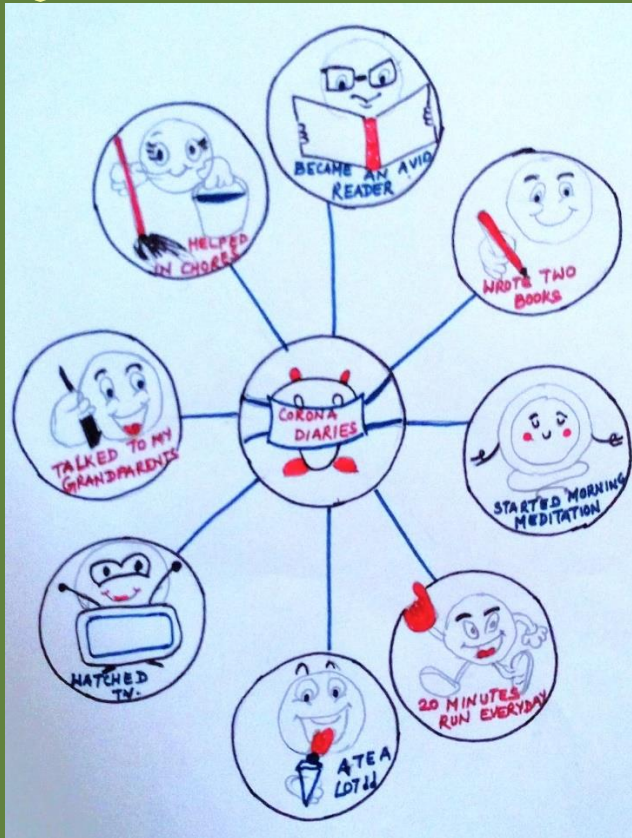 BECAME AN AVID
READER
HELPED
IN CHORES
WROTE TWO
BOOKS
CORONA
DIARIES
TALKED TO MY
GRANDPARENTS
STARTED MORNING
MEDITATION
WATCHED
TV.
20 MINUTES
RUN EVERYDAY
ATE A
LOT!!